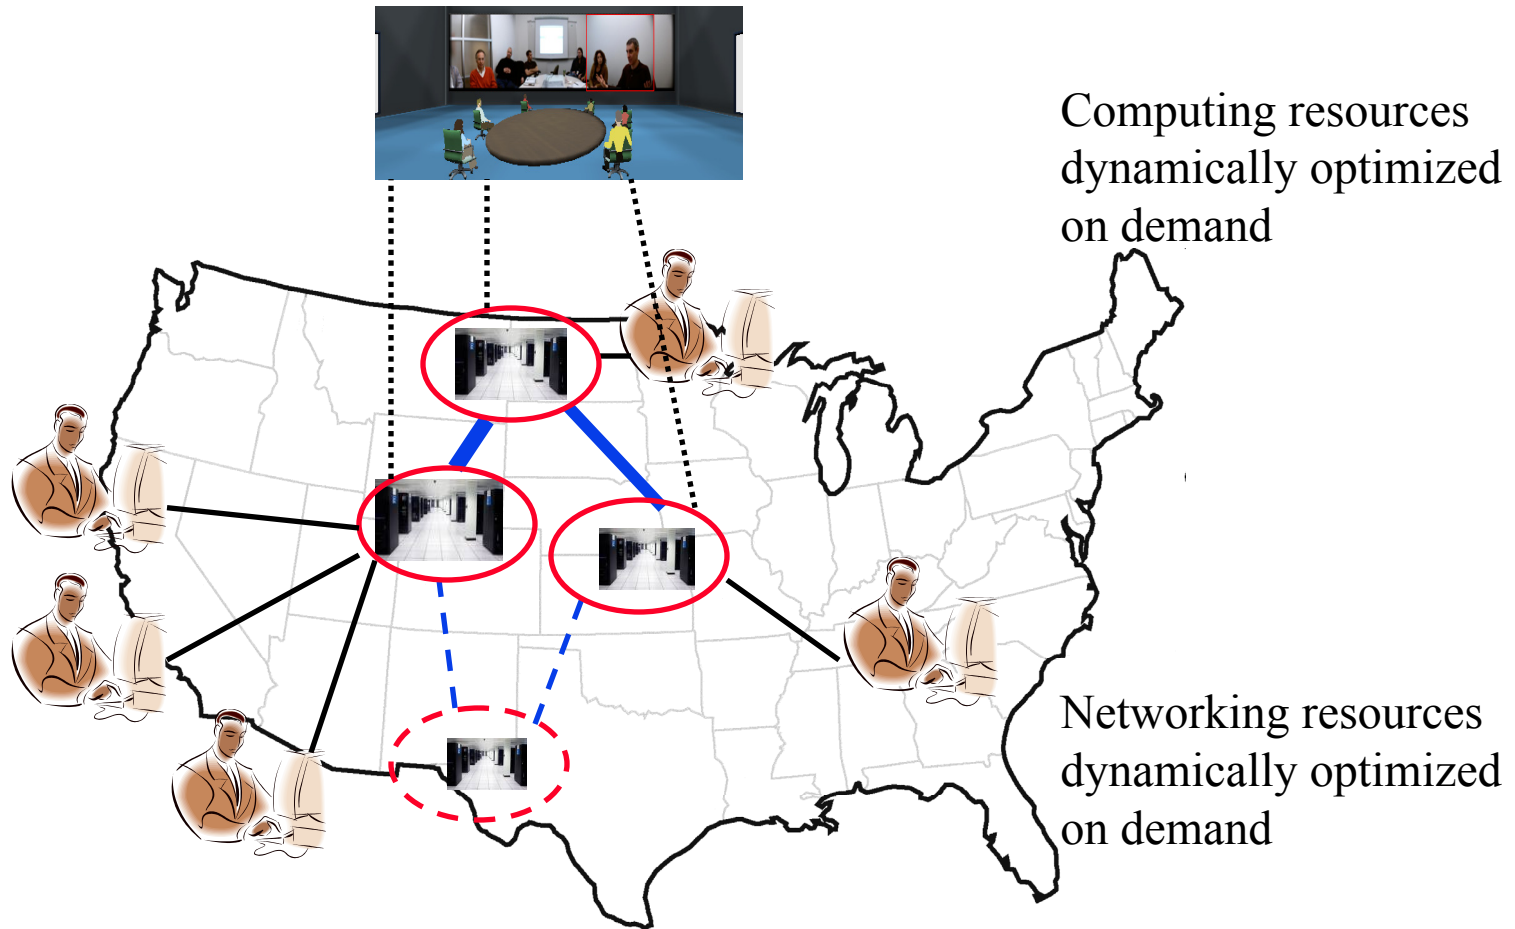 Computing resources
dynamically optimized
on demand
Networking resources
dynamically optimized
on demand